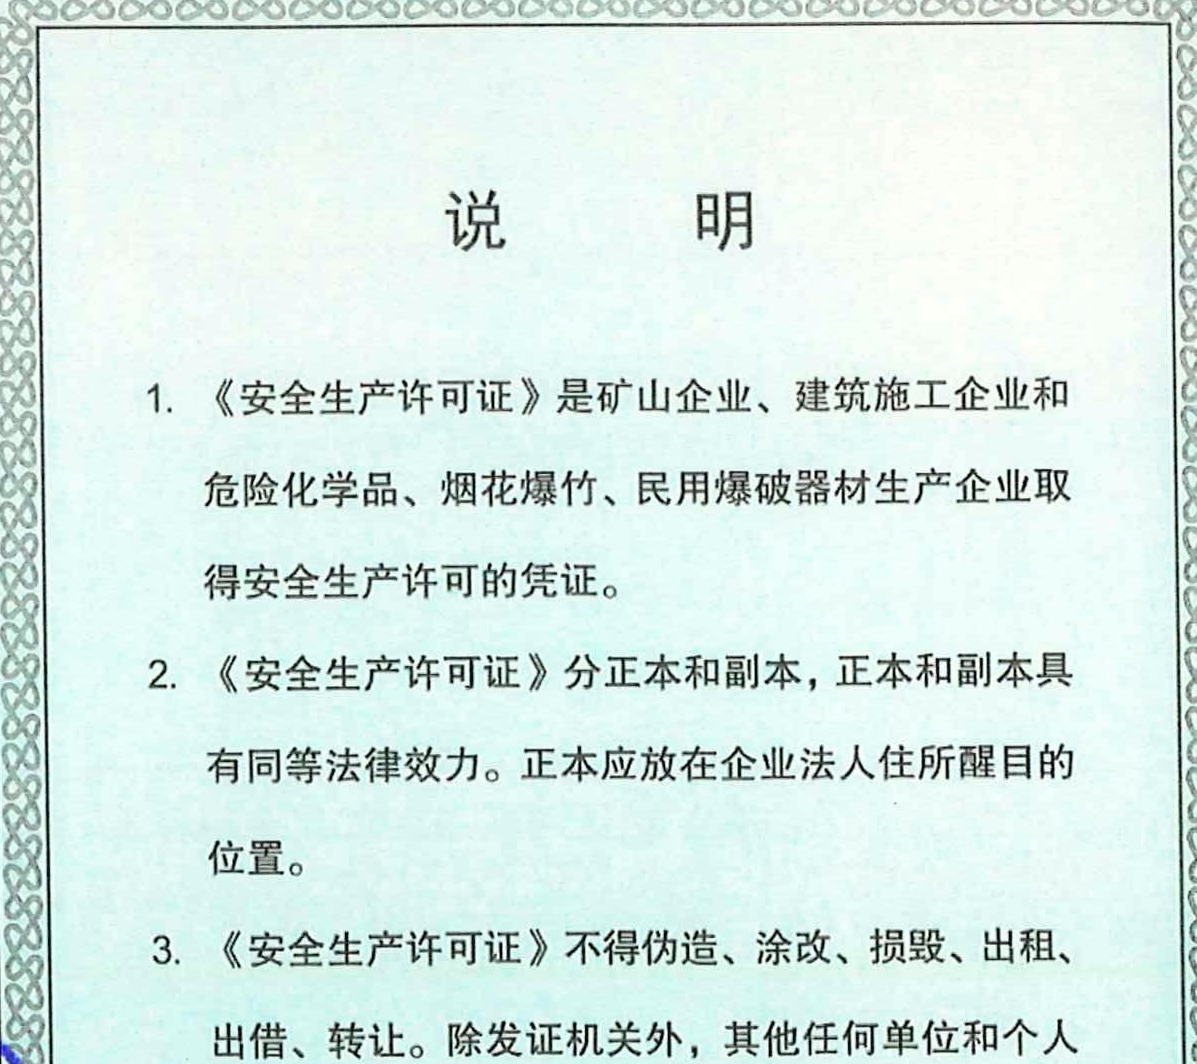 说 明
1. 《安全生产许可证》是矿山企业、建筑施工企业和
危险化学品、烟花爆竹、民用爆破器材生产企业取
得安全生产许可的凭证。
2. 《安全生产许可证》分正本和副本，正本和副本具
有同等法律效力。正本应放在企业法人住所醒目的
位置。
3. 《安全生产许可证》不得伪造、涂改、损毁、出租、
出借、转让。除发证机关外，其他任何单位和个人